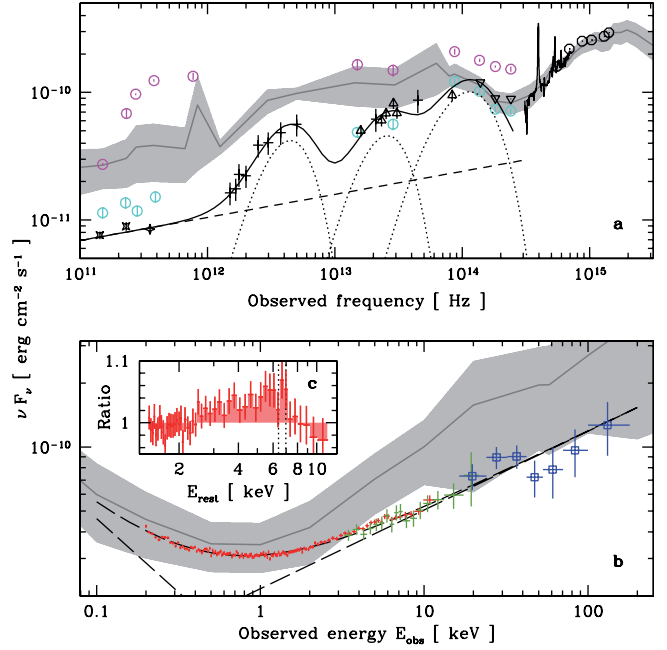 10⁻¹⁰
10⁻¹¹
a
10¹¹ 10¹² 10¹³ 10¹⁴ 10¹⁵
Observed frequency [ Hz ]
ν Fᵥ [ erg cm⁻² s⁻¹ ]
1.1
1
Ratio
c
2 4 6 8 10
E_rest [ keV ]
10⁻¹⁰
b
0.1 1 10 100
Observed energy E_obs [ keV ]